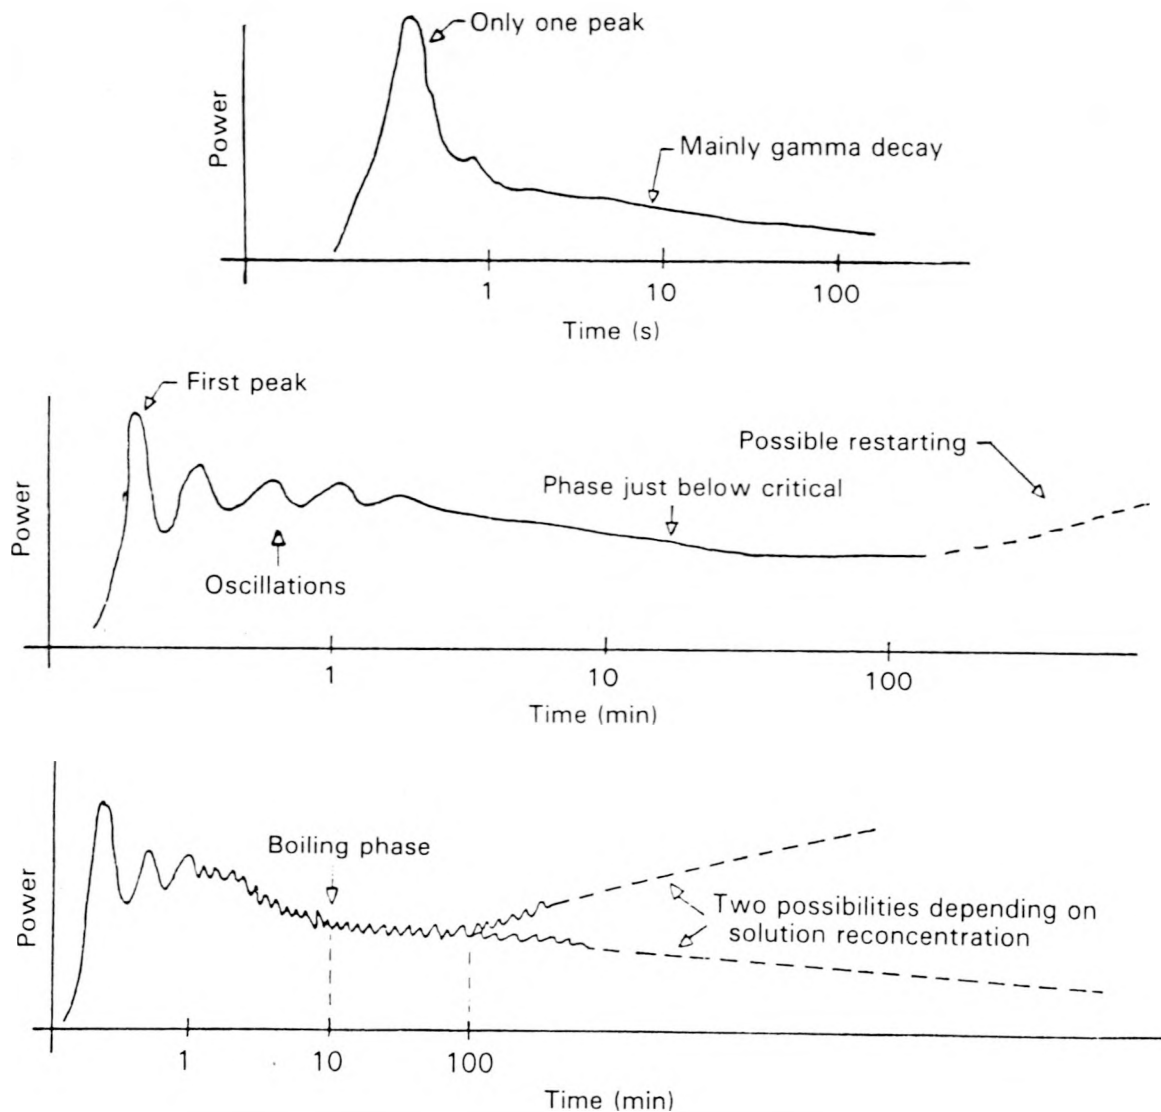 Only one peak
Power
Mainly gamma decay
1 10 100
Time (s)
First peak
Possible restarting
Phase just below critical
Power
Oscillations
1 10 100
Time (min)
Boiling phase
Power
Two possibilities depending on
solution reconcentration
1 10 100
Time (min)